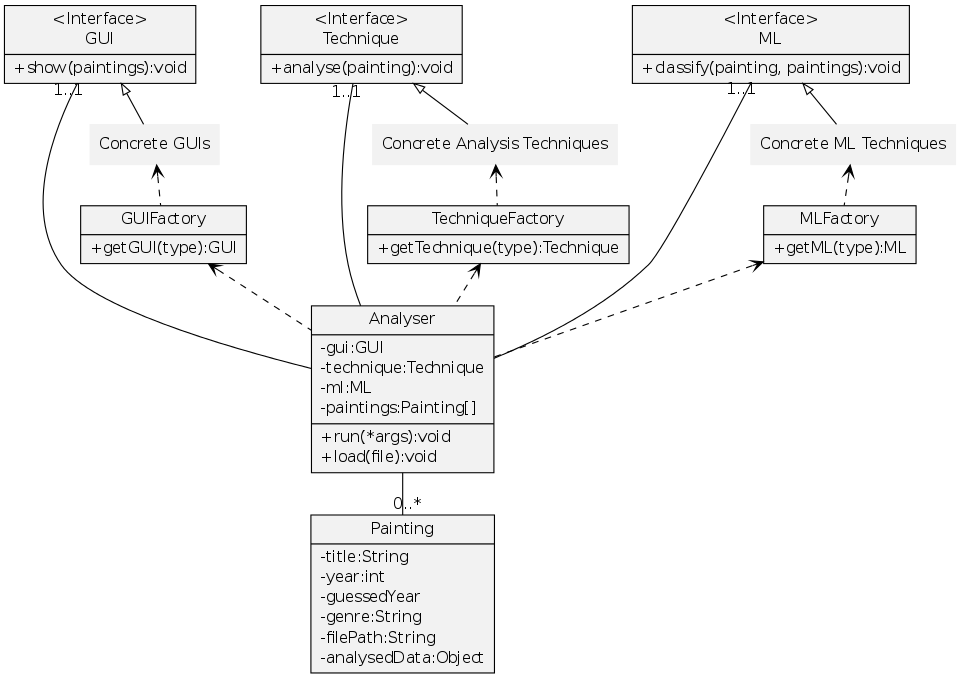 <Interface>
GUI
+show(paintings):void
<Interface>
Technique
+analyse(painting):void
<Interface>
ML
+classify(painting, paintings):void
1..1
1..1
1..1
Concrete GUIs
Concrete Analysis Techniques
Concrete ML Techniques
GUIFactory
+getGUI(type):GUI
TechniqueFactory
+getTechnique(type):Technique
MLFactory
+getML(type):ML
Analyser
-gui:GUI
-technique:Technique
-ml:ML
-paintings:Painting[]
+run(*args):void
+load(file):void
0..*
Painting
-title:String
-year:int
-guessedYear
-genre:String
-filePath:String
-analysedData:Object